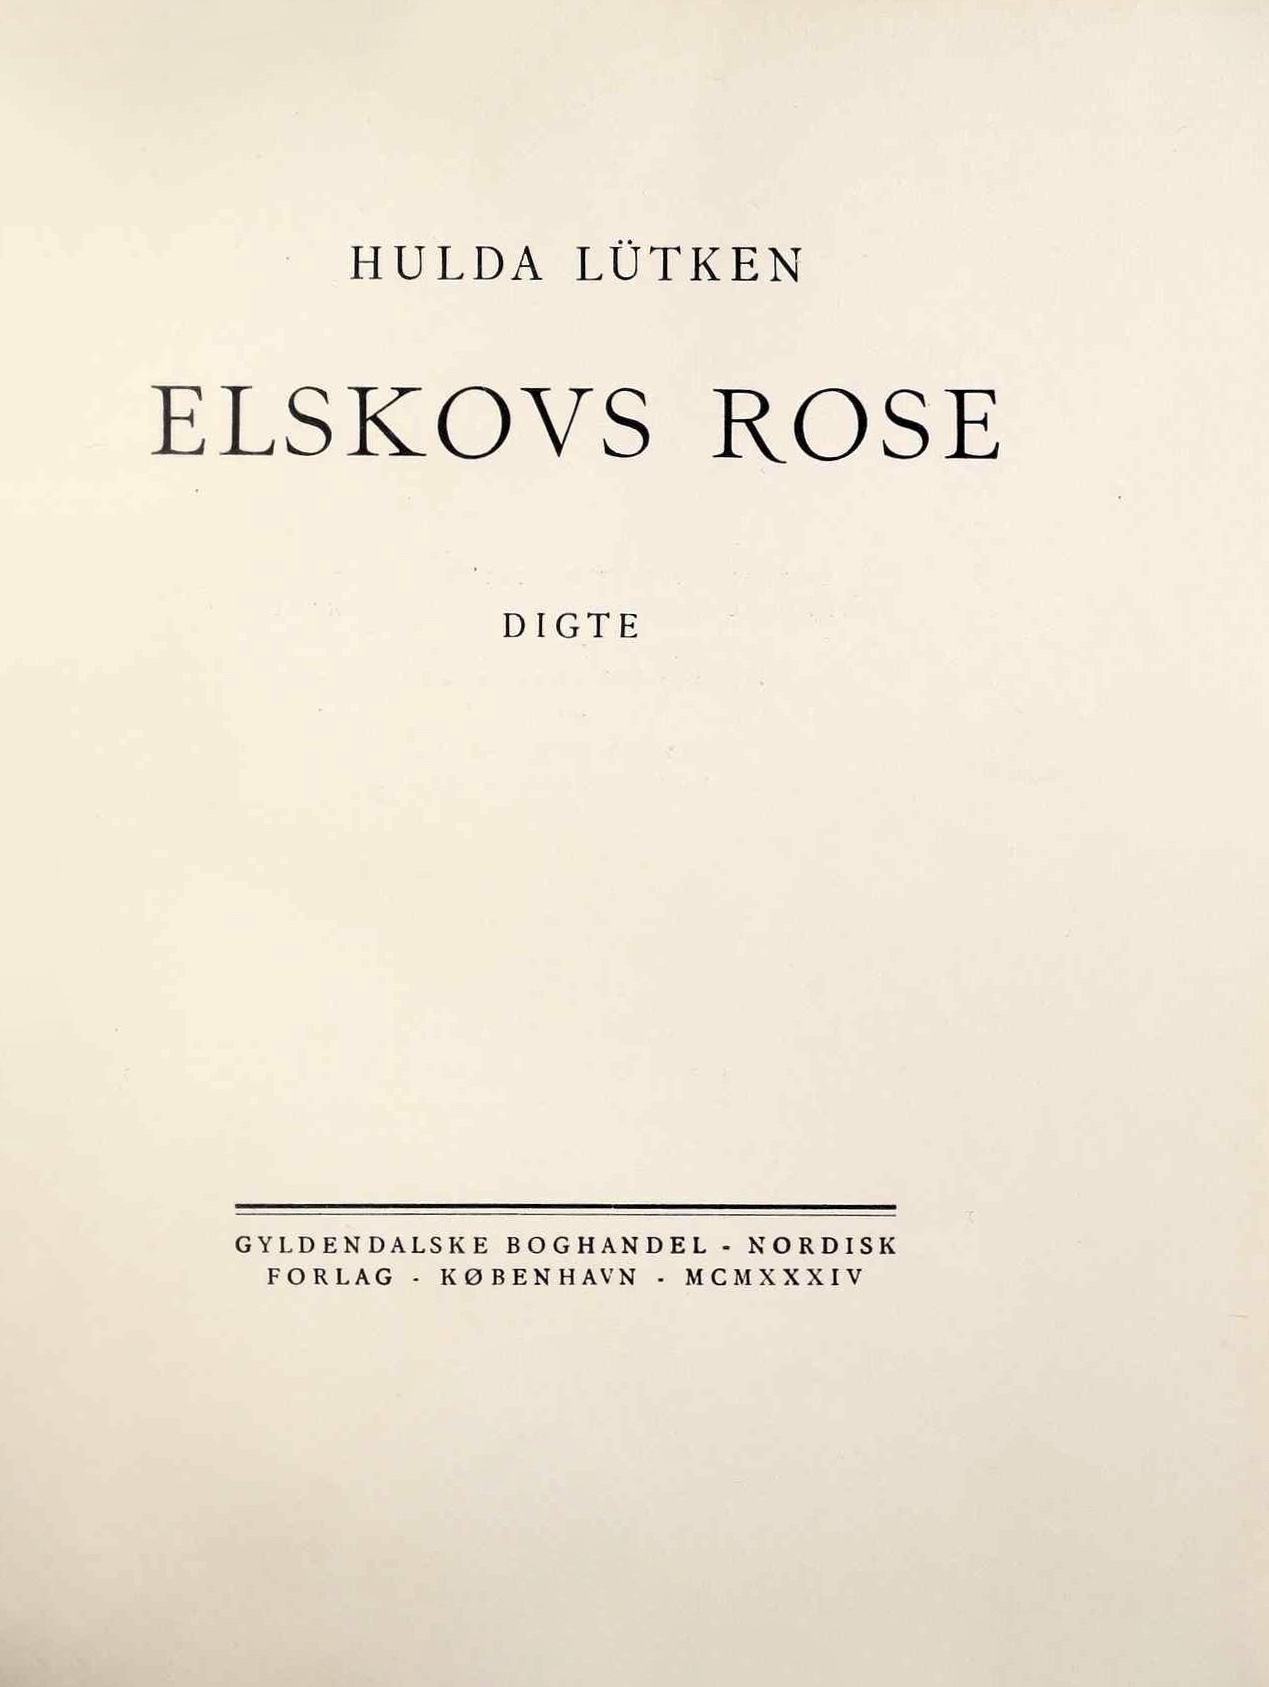 HULDA LÜTKEN
ELSKOVS ROSE
DIGTE
GYLDENDALSKE BOGHANDEL - NORDISK
FORLAG - KØBENHAVN - MCMXXXIV